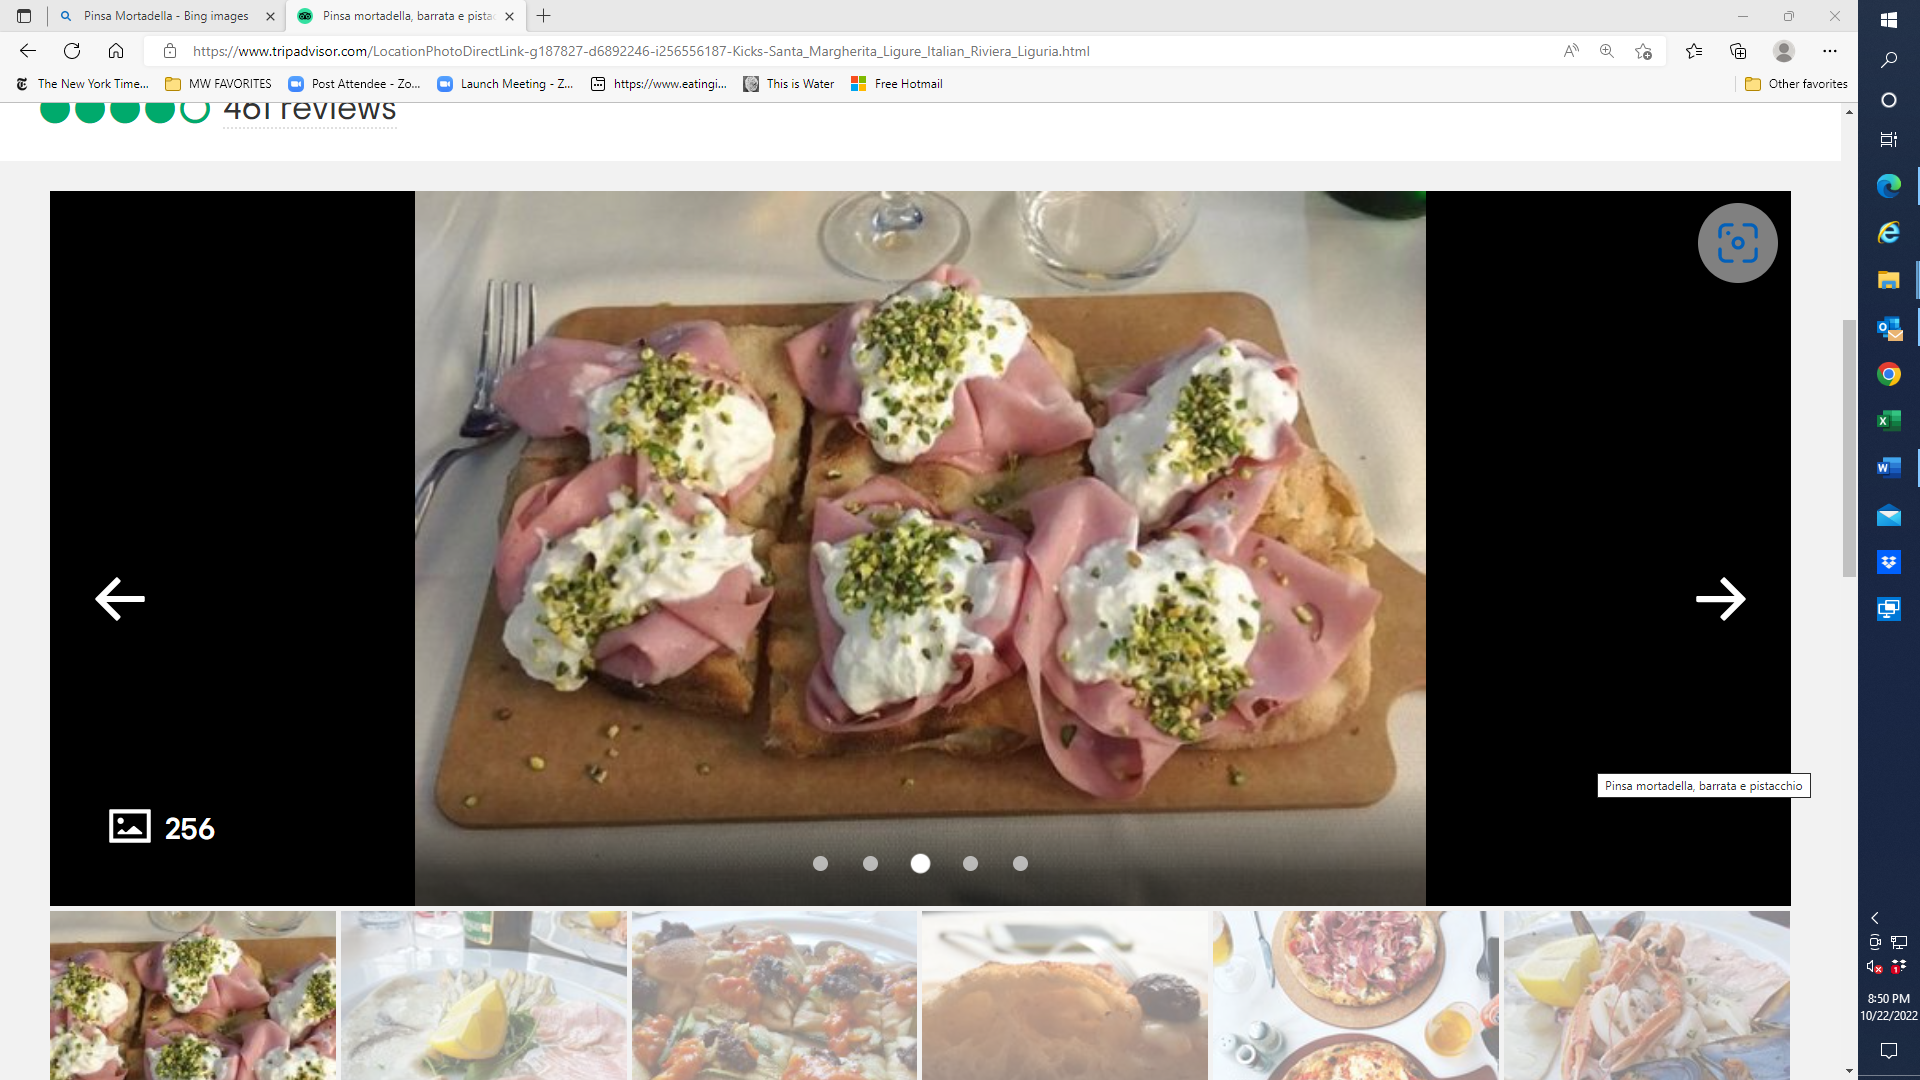 Pinsa Mortadella - Bing images
Pinsa mortadella, barrata e pista
https://www.tripadvisor.com/LocationPhotoDirectLink-g187827-d6892246-i256556187-Kicks-Santa_Margherita_Ligure_Italian_Riviera_Liguria.html
The New York Time...
MW FAVORITES
Post Attendee - Zo...
Launch Meeting - Z...
https://www.eatingi...
This is Water
Free Hotmail
Other favorites
461 reviews
Pinsa mortadella, barrata e pistacchio
256
8:50 PM
10/22/2022